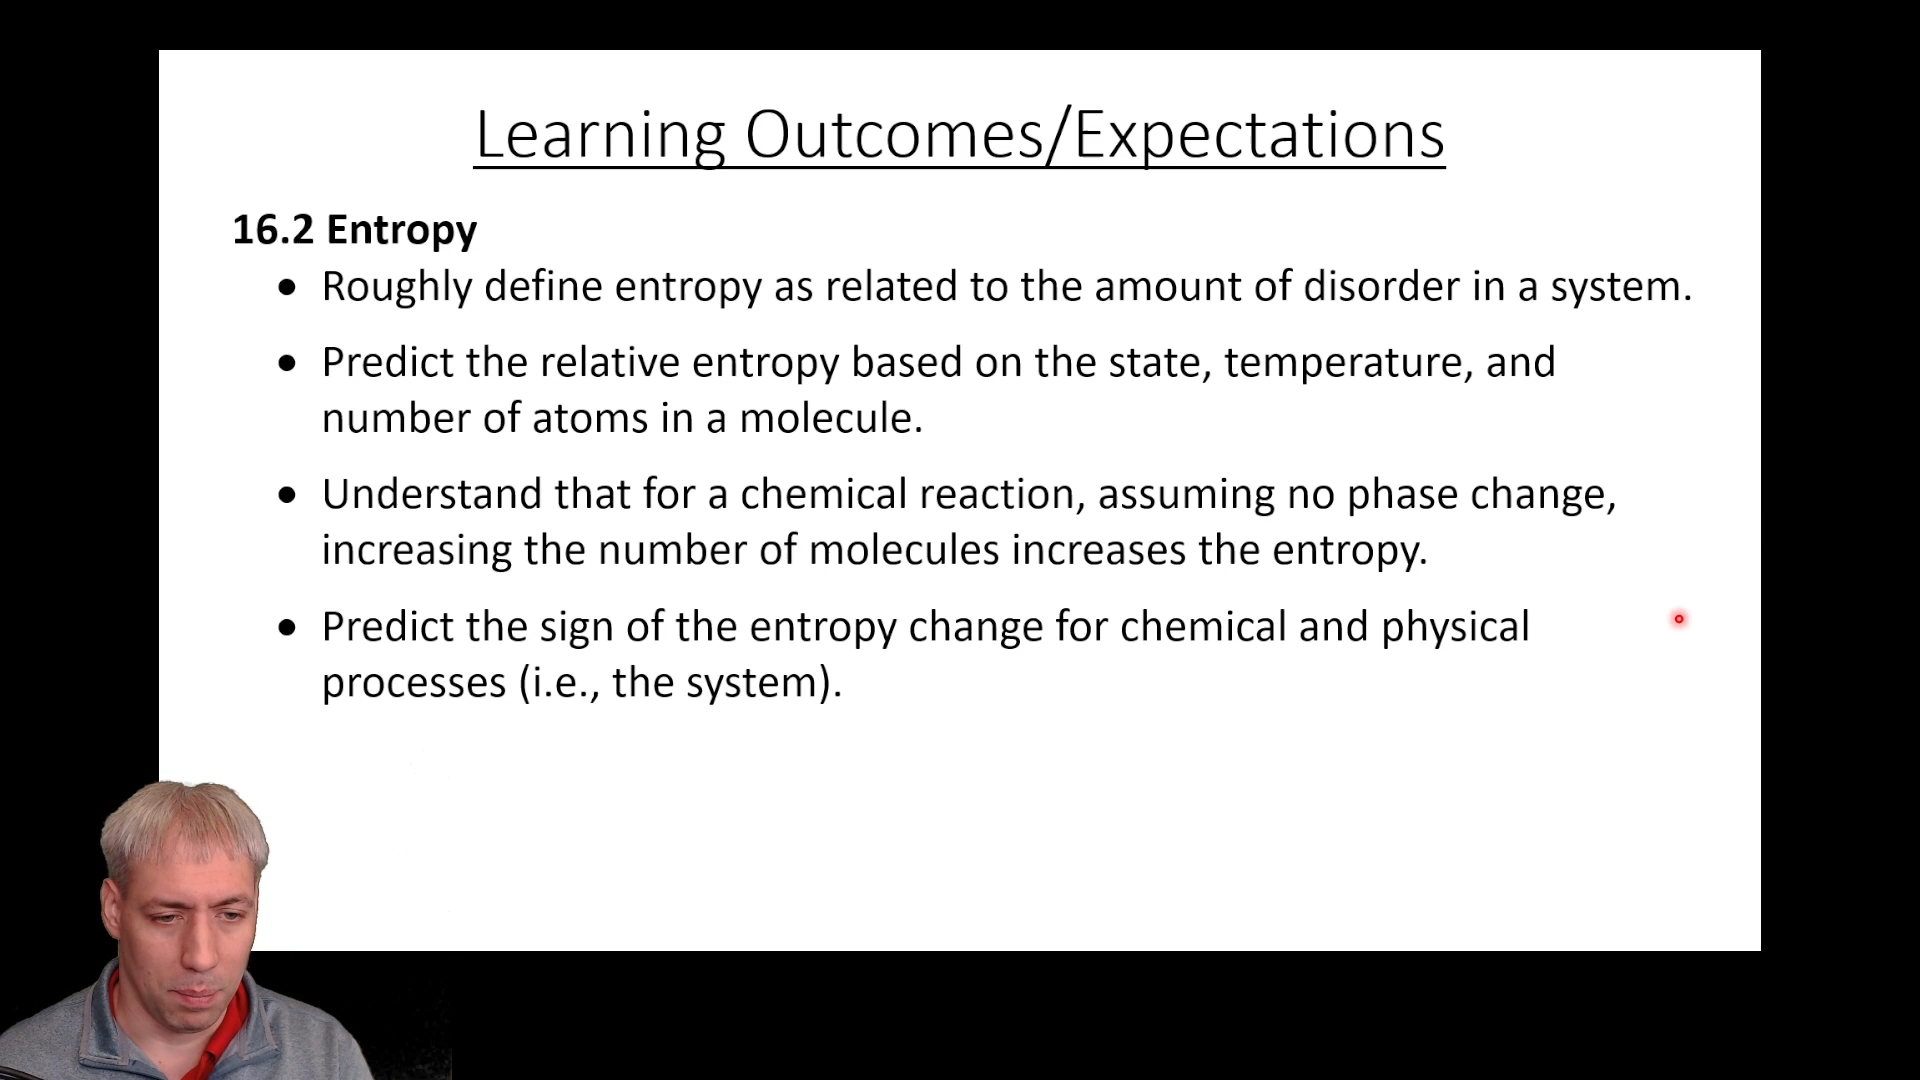 Learning Outcomes/Expectations
16.2 Entropy
• Roughly define entropy as related to the amount of disorder in a system.
• Predict the relative entropy based on the state, temperature, and
number of atoms in a molecule.
• Understand that for a chemical reaction, assuming no phase change,
increasing the number of molecules increases the entropy.
• Predict the sign of the entropy change for chemical and physical
processes (i.e., the system).